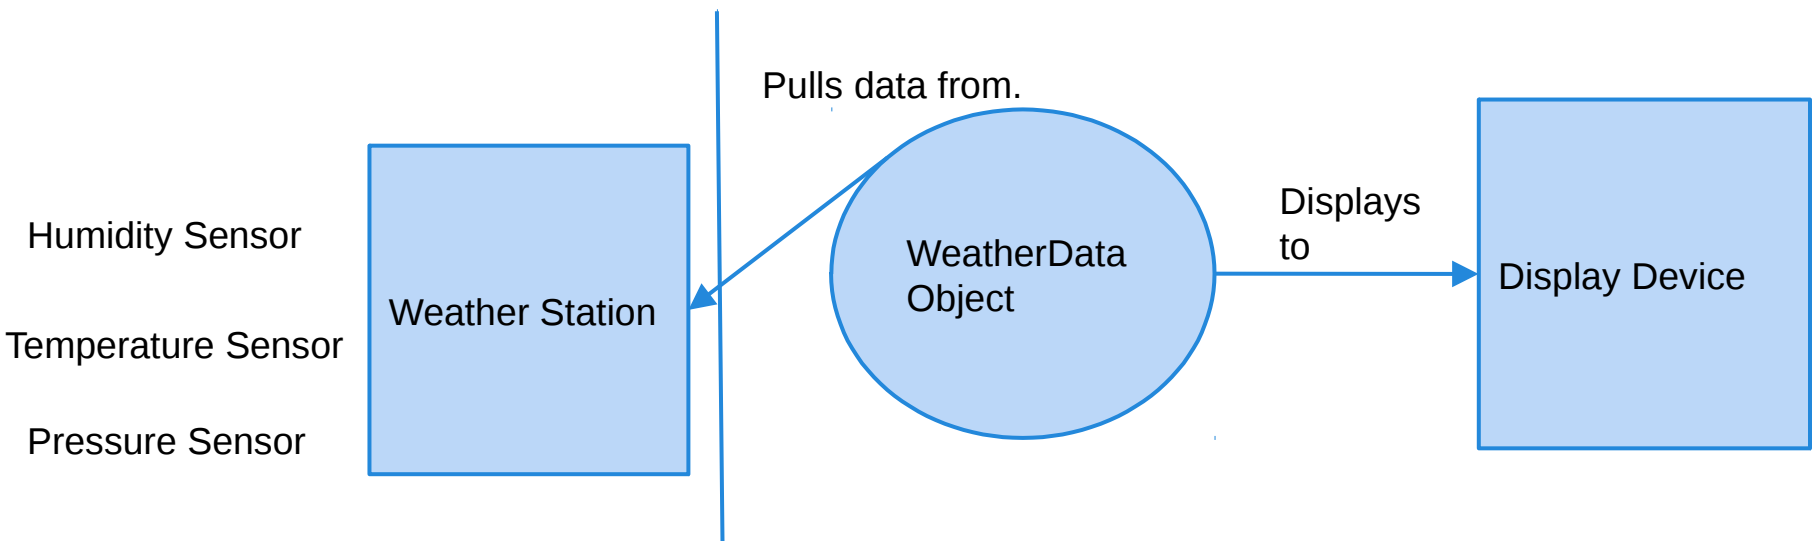 Pulls data from.
Humidity Sensor
Temperature Sensor
Pressure Sensor
Weather Station
WeatherData
Object
Displays
to
Display Device